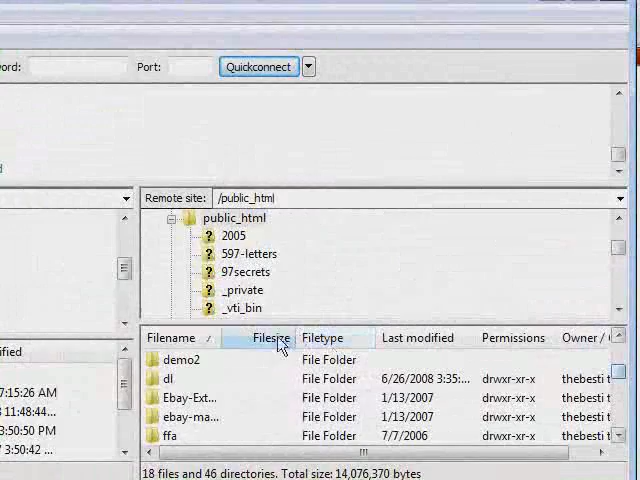 ord: Port: Quickconnect
d
Remote site: /public_html
public_html
2005
597-letters
97secrets
_private
_vti_bin
Filename Filesize Filetype Last modified Permissions Owner / G
ified
demo2 File Folder
dl File Folder 6/26/2008 3:35:... drwxr-xr-x thebesti t
7:15:26 AM
Ebay-Ext... File Folder 1/13/2007 drwxr-xr-x thebesti t
11:48:44...
ebay-ma... File Folder 1/13/2007 drwxr-xr-x thebesti t
3:50:50 PM
ffa File Folder 7/7/2006 drwxr-xr-x thebesti t
7 3:50:42 ...
18 files and 46 directories. Total size: 14,076,370 bytes